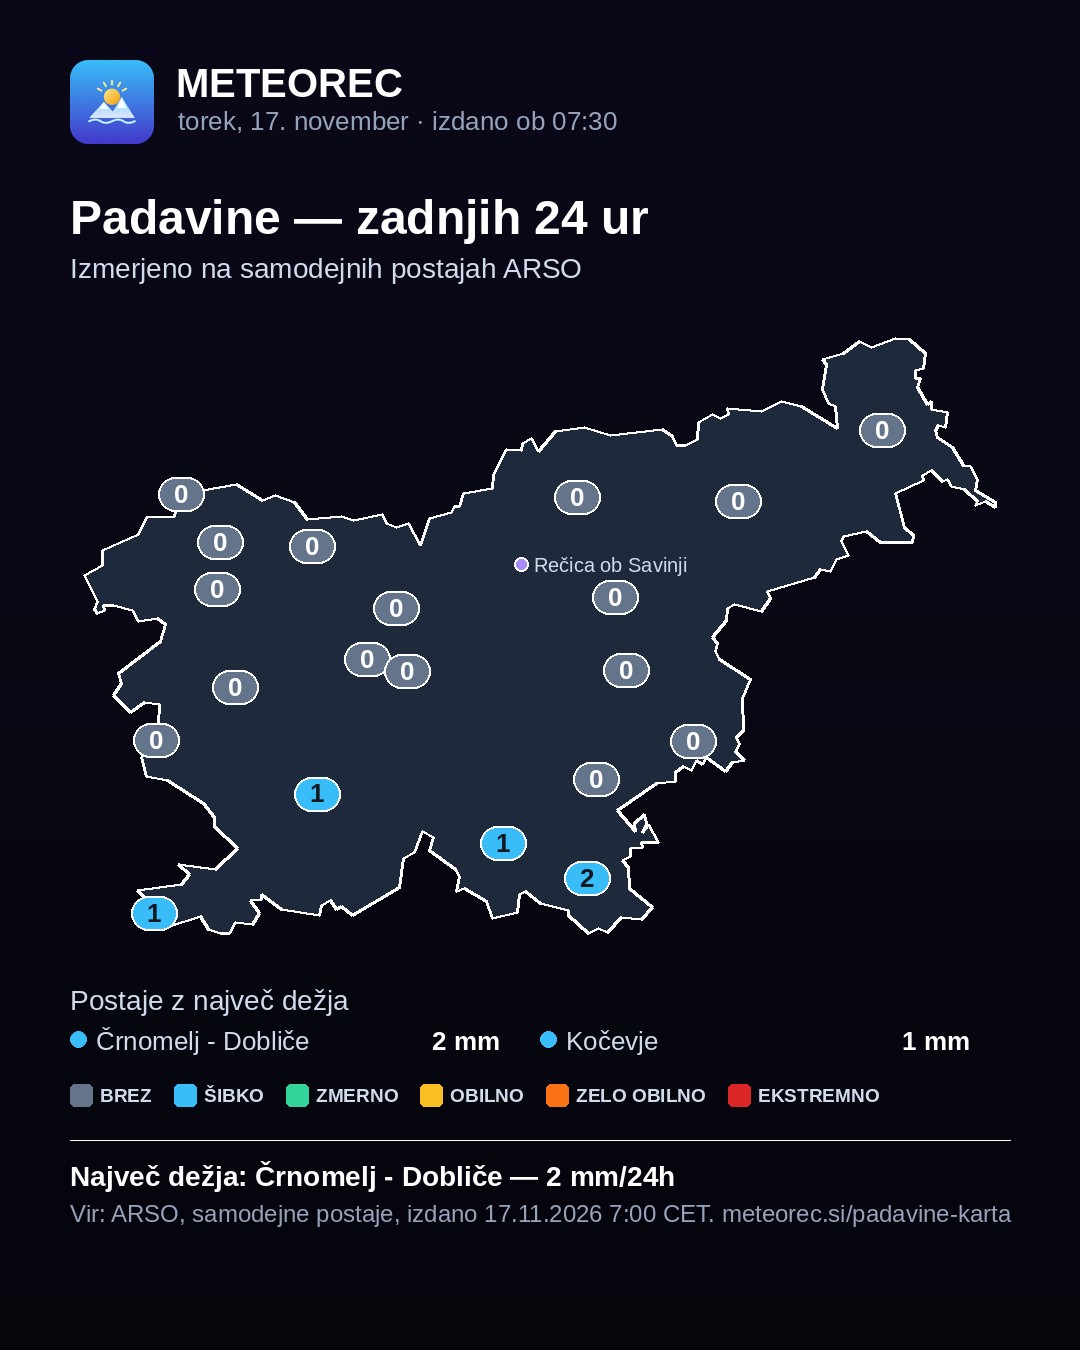 METEOREC
torek, 17. november · izdano ob 07:30
Padavine — zadnjih 24 ur
Izmerjeno na samodejnih postajah ARSO
0
0
0
0
0
0
0
Rečica ob Savinji
0
0
0
0
0
0
0
0
0
0
1
1
2
1
Postaje z največ dežja
Črnomelj - Dobliče 2 mm Kočevje 1 mm
BREZ ŠIBKO ZMERNO OBILNO ZELO OBILNO EKSTREMNO
Največ dežja: Črnomelj - Dobliče — 2 mm/24h
Vir: ARSO, samodejne postaje, izdano 17.11.2026 7:00 CET. meteorec.si/padavine-karta